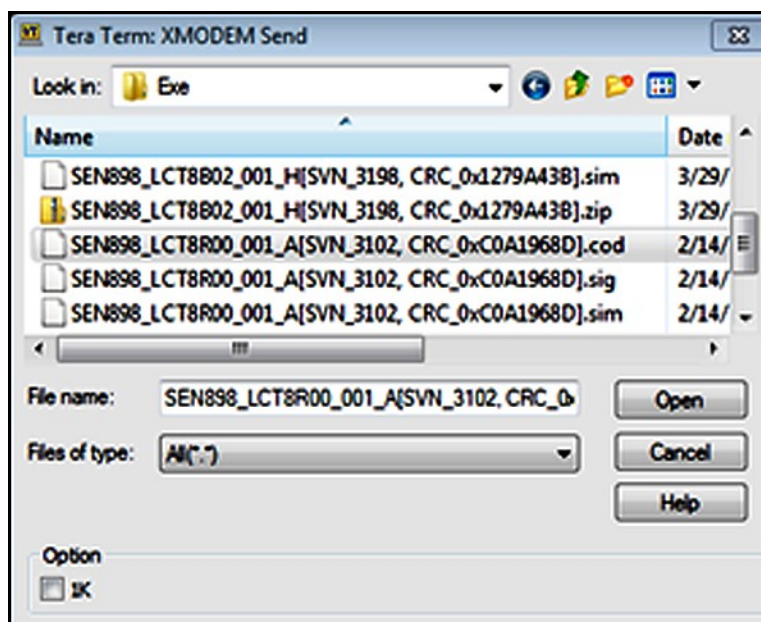 Tera Term: XMODEM Send
Look in: Exe
Name Date
SEN898_LCT8B02_001_H[SVN_3198, CRC_0x1279A43B].sim 3/29/
SEN898_LCT8B02_001_H[SVN_3198, CRC_0x1279A43B].zip 3/29/
SEN898_LCT8R00_001_A[SVN_3102, CRC_0xC0A1968D].cod 2/14/
SEN898_LCT8R00_001_A[SVN_3102, CRC_0xC0A1968D].sig 2/14/
SEN898_LCT8R00_001_A[SVN_3102, CRC_0xC0A1968D].sim 2/14/
File name: SEN898_LCT8R00_001_A[SVN_3102, CRC_0x Open
Files of type: All(*.*) Cancel
Help
Option
1K